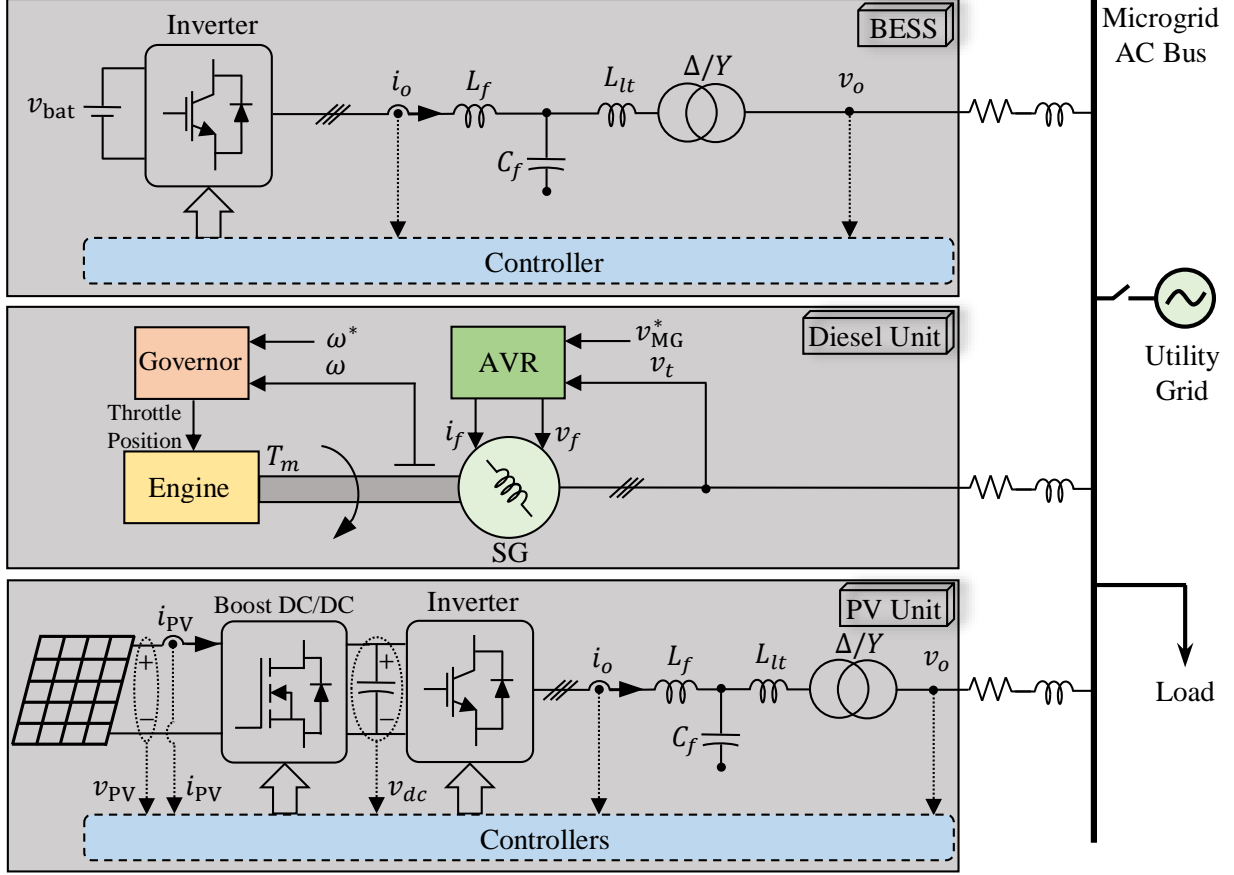 Inverter
BESS
Microgrid
AC Bus
v_bat
i_o
L_f
L_lt
Δ/Y
v_o
C_f
Controller
Diesel Unit
Governor
ω*
ω
AVR
v*_MG
v_t
Throttle
Position
i_f
v_f
Engine
T_m
SG
Utility
Grid
PV Unit
i_PV
Boost DC/DC
Inverter
+
−
+
−
i_o
L_f
L_lt
Δ/Y
v_o
C_f
v_PV
i_PV
v_dc
Controllers
Load